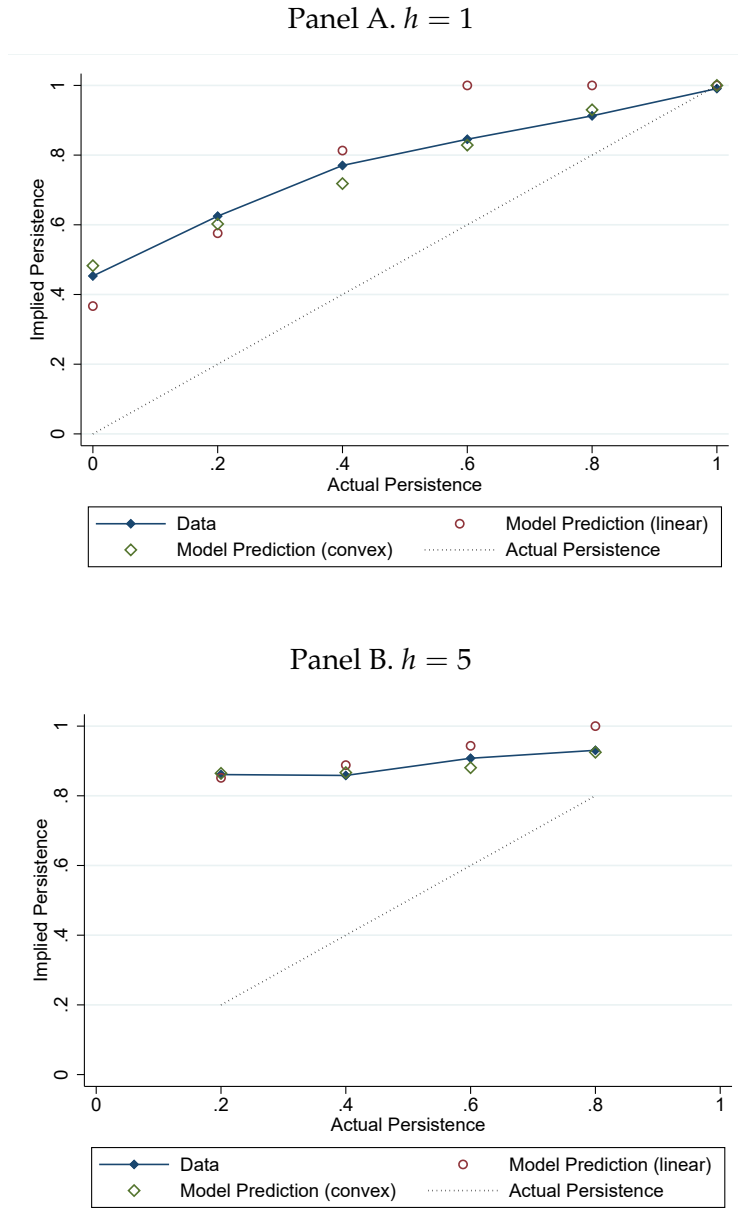 Panel A. h = 1
Implied Persistence
1
.8
.6
.4
.2
0
0 .2 .4 .6 .8 1
Actual Persistence
Data Model Prediction (linear)
Model Prediction (convex) Actual Persistence
Panel B. h = 5
Implied Persistence
1
.8
.6
.4
.2
0
0 .2 .4 .6 .8 1
Actual Persistence
Data Model Prediction (linear)
Model Prediction (convex) Actual Persistence